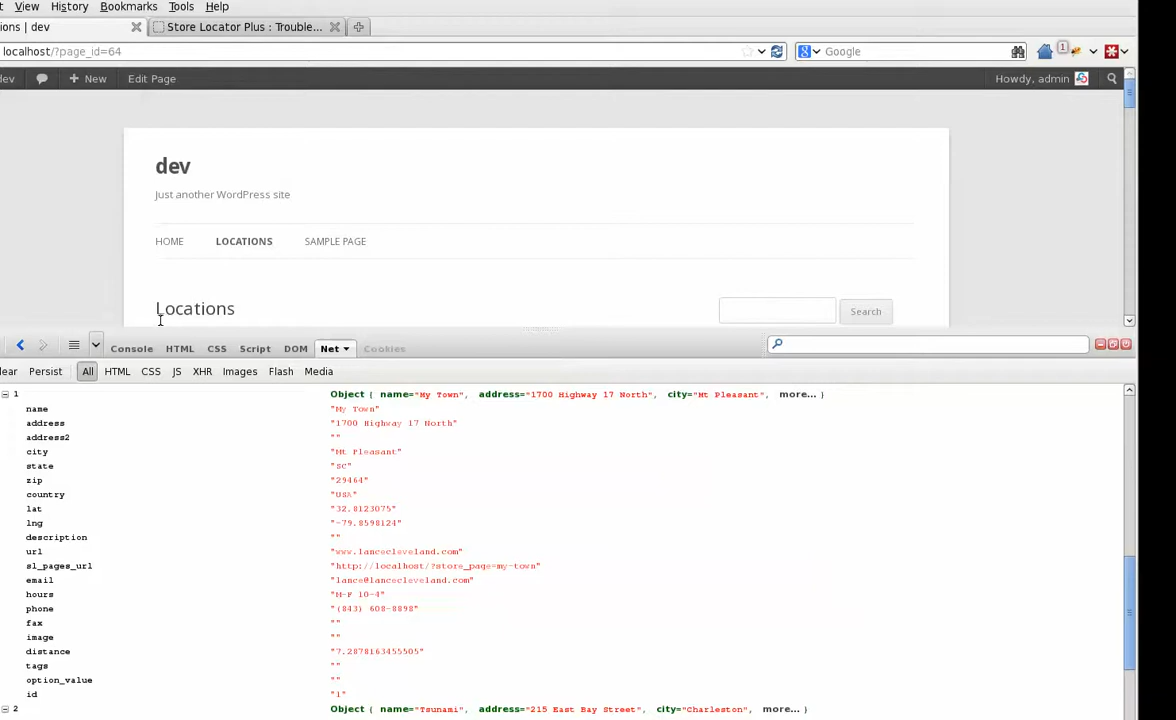 View History Bookmarks Tools Help
ions | dev Store Locator Plus : Trouble...
localhost/?page_id=64 Google 1
dev New Edit Page Howdy, admin
dev
Just another WordPress site
HOME LOCATIONS SAMPLE PAGE
Locations Search
Console HTML CSS Script DOM Net Cookies
lear Persist All HTML CSS JS XHR Images Flash Media
1 Object { name="My Town", address="1700 Highway 17 North", city="Mt Pleasant", more... }
name "My Town"
address "1700 Highway 17 North"
address2 ""
city "Mt Pleasant"
state "SC"
zip "29464"
country "USA"
lat "32.8123075"
lng "-79.8598124"
description ""
url "www.lancecleveland.com"
sl_pages_url "http://localhost/?store_page=my-town"
email "lance@lancecleveland.com"
hours "M-F 10-4"
phone "(843) 608-8898"
fax ""
image ""
distance "7.2878163455505"
tags ""
option_value ""
id "1"
2 Object { name="Tsunami", address="215 East Bay Street", city="Charleston", more... }